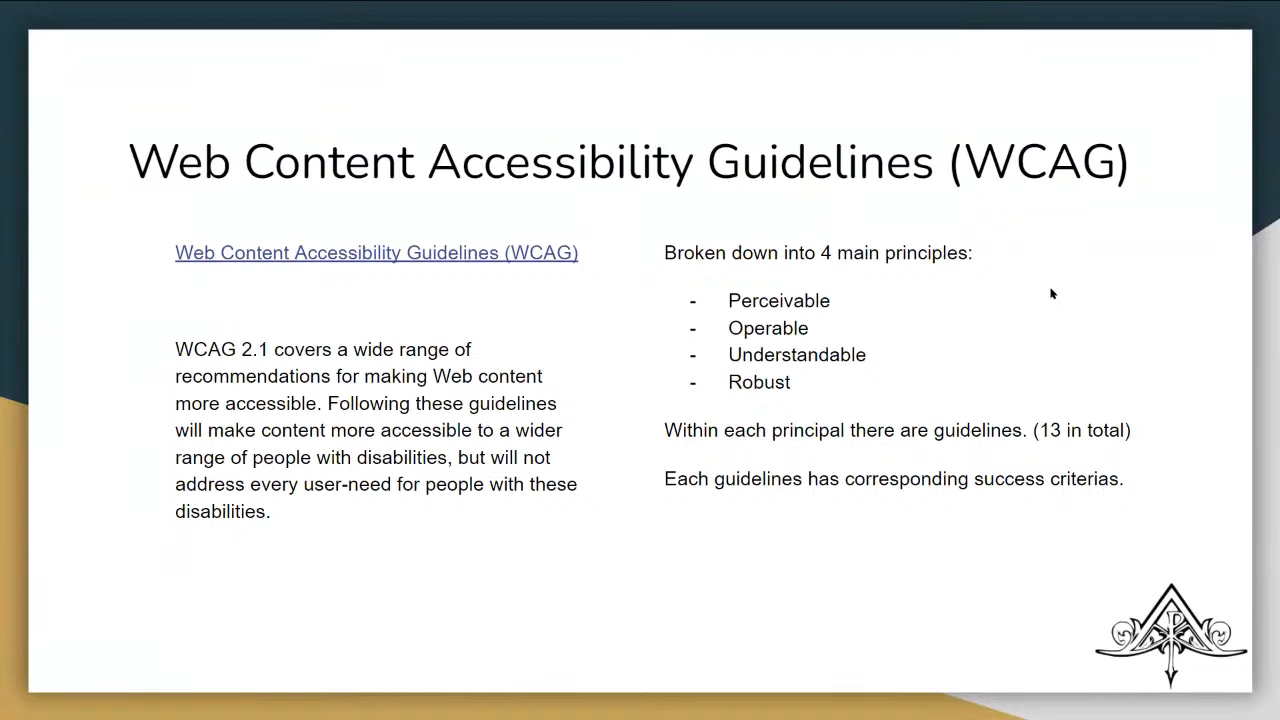 Web Content Accessibility Guidelines (WCAG)
Web Content Accessibility Guidelines (WCAG)
WCAG 2.1 covers a wide range of
recommendations for making Web content
more accessible. Following these guidelines
will make content more accessible to a wider
range of people with disabilities, but will not
address every user-need for people with these
disabilities.
Broken down into 4 main principles:
- Perceivable
- Operable
- Understandable
- Robust
Within each principal there are guidelines. (13 in total)
Each guidelines has corresponding success criterias.